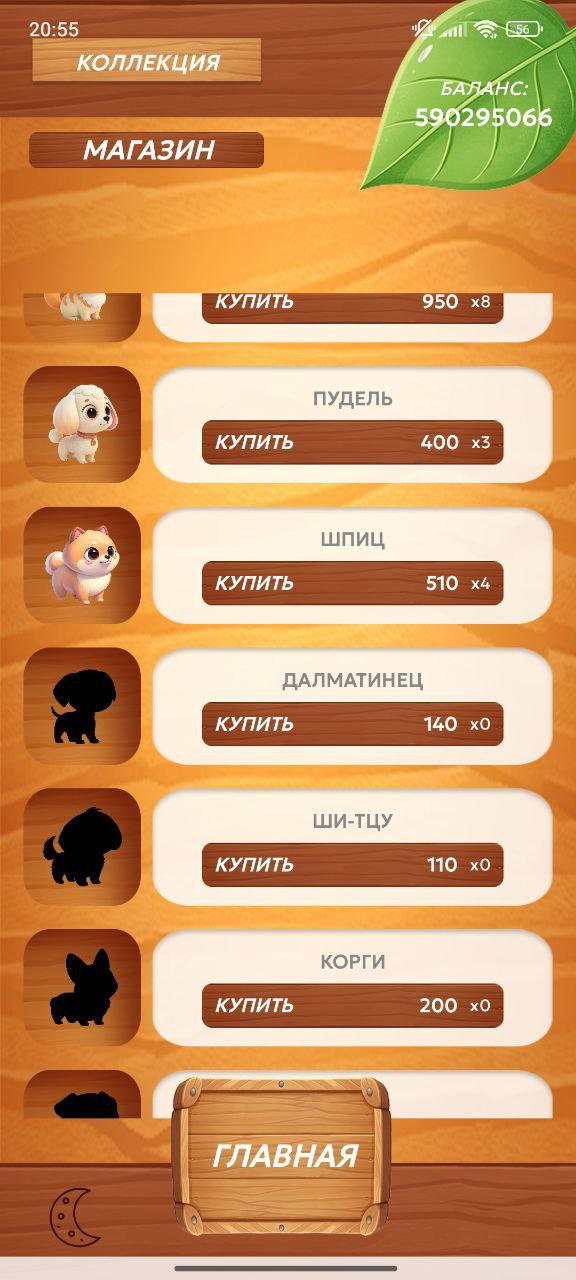 20:55
56
КОЛЛЕКЦИЯ
БАЛАНС:
590295066
МАГАЗИН
КУПИТЬ 950 x8
ПУДЕЛЬ
КУПИТЬ 400 x3
ШПИЦ
КУПИТЬ 510 x4
ДАЛМАТИНЕЦ
КУПИТЬ 140 x0
ШИ-ТЦУ
КУПИТЬ 110 x0
КОРГИ
КУПИТЬ 200 x0
ГЛАВНАЯ